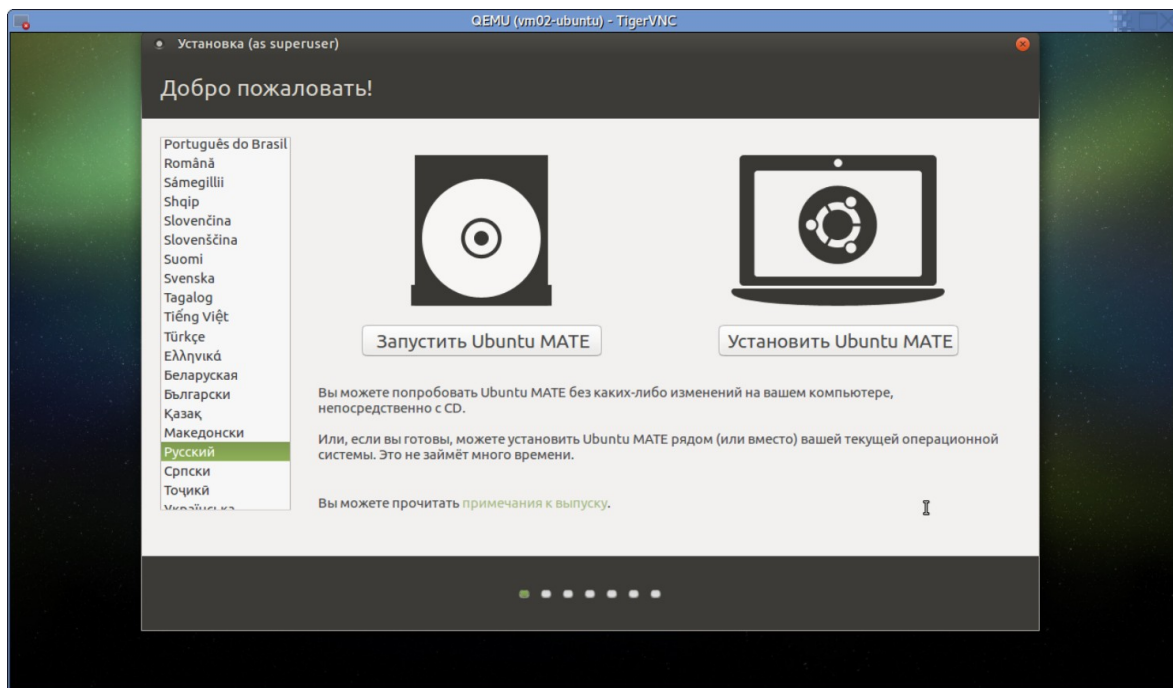 QEMU (vm02-ubuntu) - TigerVNC
Установка (as superuser)
Добро пожаловать!
Português do Brasil
Română
Sámegillii
Shqip
Slovenčina
Slovenščina
Suomi
Svenska
Tagalog
Tiếng Việt
Türkçe
Ελληνικά
Беларуская
Български
Қазақ
Македонски
Русский
Српски
Тоҷикӣ
Українська
Запустить Ubuntu MATE
Установить Ubuntu MATE
Вы можете попробовать Ubuntu MATE без каких-либо изменений на вашем компьютере,
непосредственно с CD.
Или, если вы готовы, можете установить Ubuntu MATE рядом (или вместо) вашей текущей операционной
системы. Это не займёт много времени.
Вы можете прочитать примечания к выпуску.